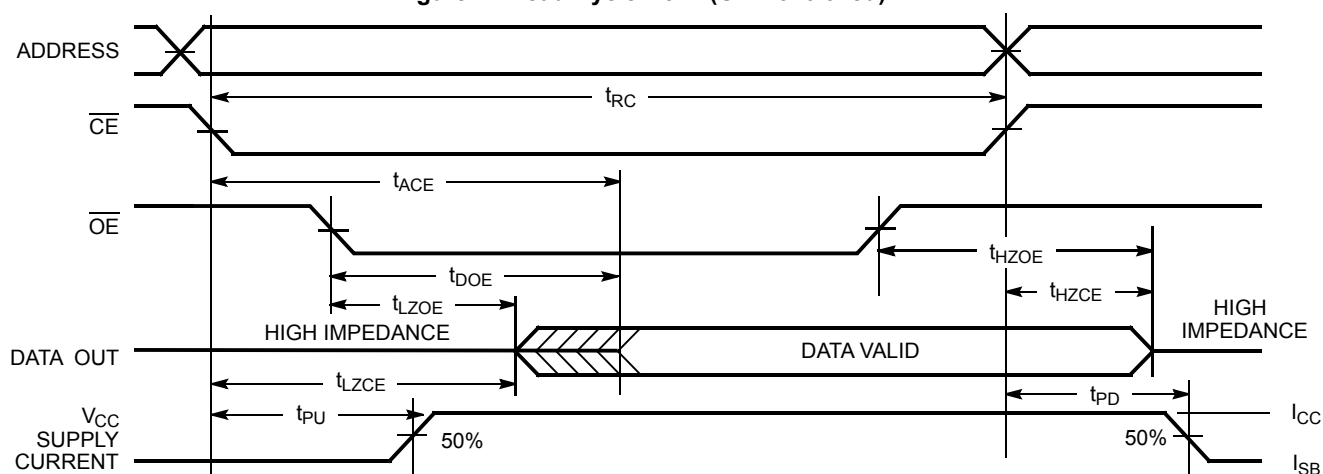 ADDRESS
tRC
CE
tACE
OE
tHZOE
tDOE
tHZCE
tLZOE
HIGH IMPEDANCE
HIGH IMPEDANCE
DATA OUT
DATA VALID
tLZCE
tPD
VCC SUPPLY CURRENT
tPU
50%
50%
ICC
ISB